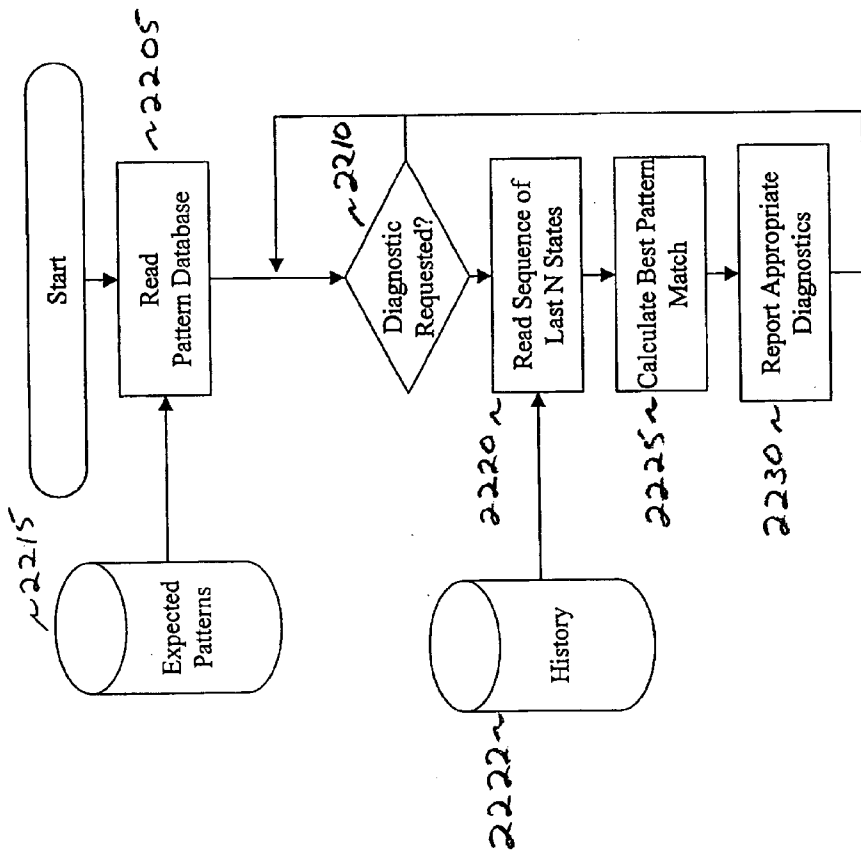 Start
~2205
Read
Pattern Database
~2215
Expected
Patterns
~2210
Diagnostic
Requested?
2220~
Read Sequence of
Last N States
2222~
History
2225~
Calculate Best Pattern
Match
2230~
Report Appropriate
Diagnostics